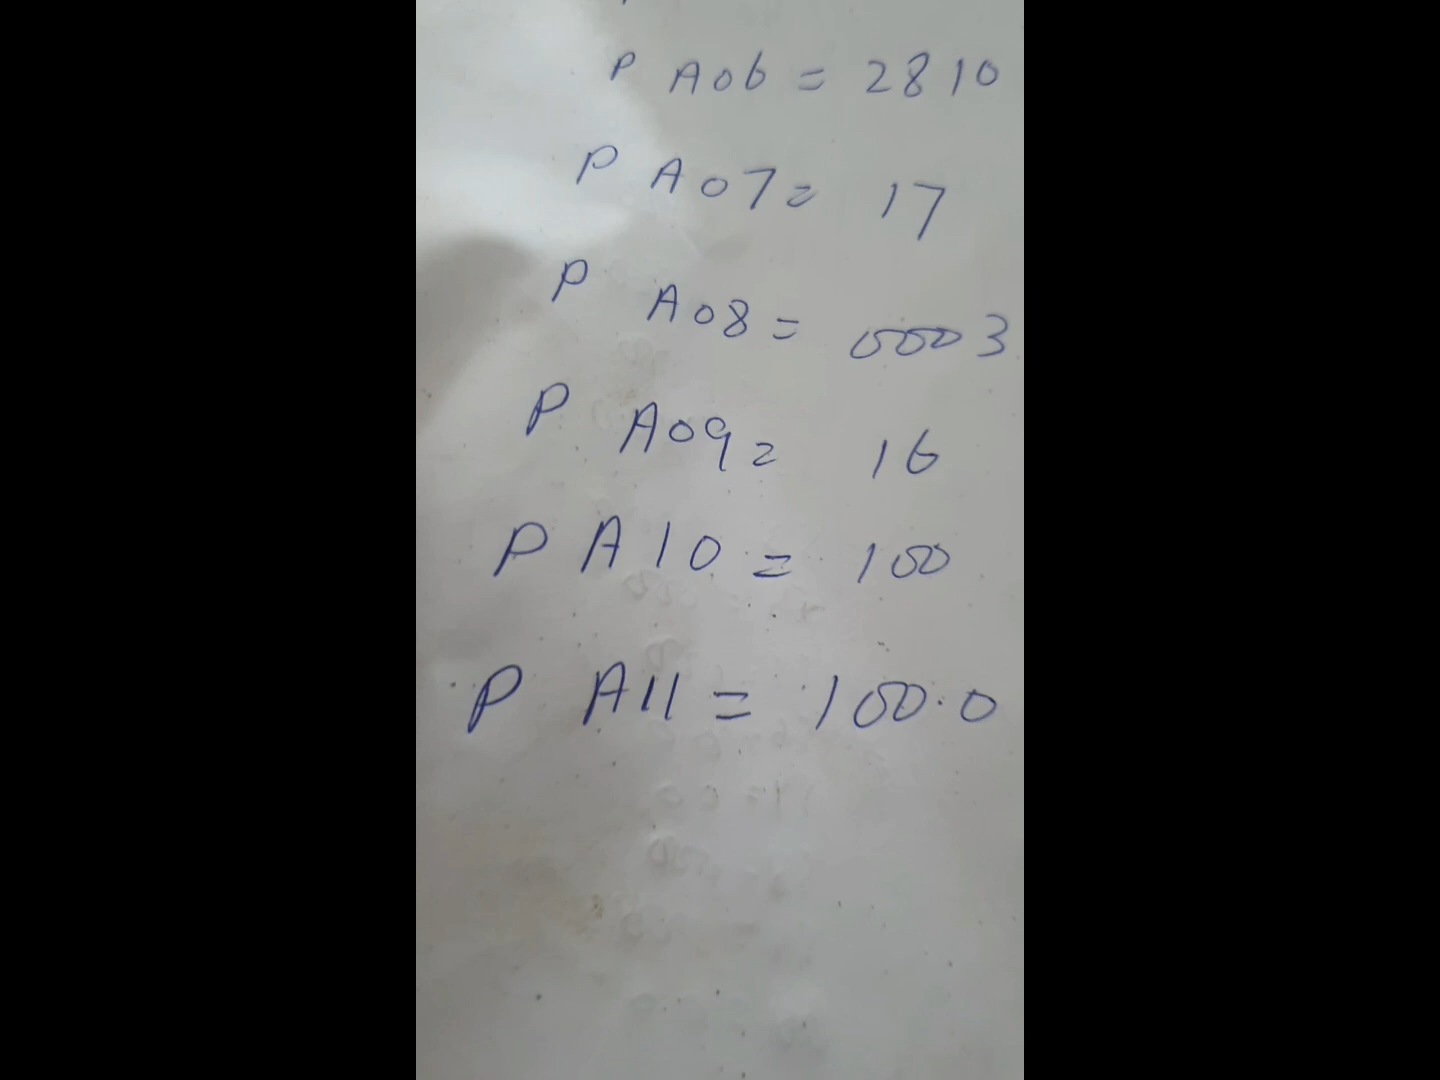 P A06 = 2810
P A07 = 17
P A08 = 0003
P A09 = 16
P A10 = 100
P A11 = 100.0